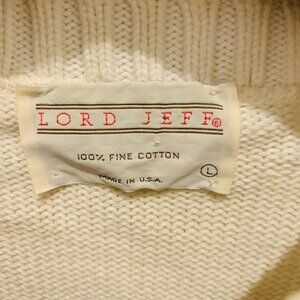 LORD JEFF®
100% FINE COTTON
L
MADE IN U.S.A.